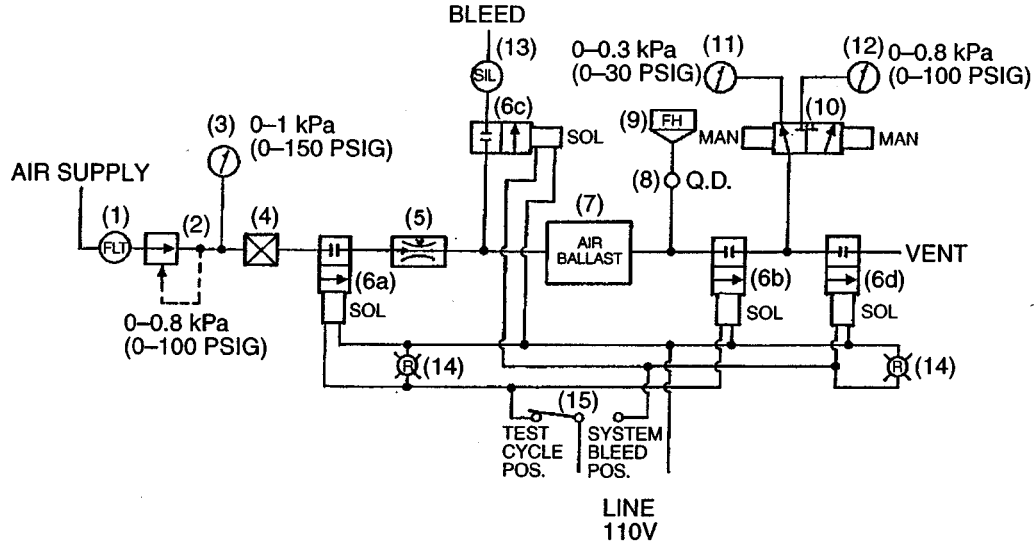 BLEED
(13)
SIL
(6c)
SOL
0–0.3 kPa
(0–30 PSIG)
(11)
(12)
0–0.8 kPa
(0–100 PSIG)
(10)
MAN
MAN
(9)
FH
(8)
Q.D.
(3)
0–1 kPa
(0–150 PSIG)
AIR SUPPLY
(1)
FLT
(2)
(4)
(5)
(7)
AIR
BALLAST
(6a)
SOL
(6b)
SOL
(6d)
SOL
VENT
0–0.8 kPa
(0–100 PSIG)
R
(14)
R
(14)
(15)
TEST
CYCLE
POS.
SYSTEM
BLEED
POS.
LINE
110V